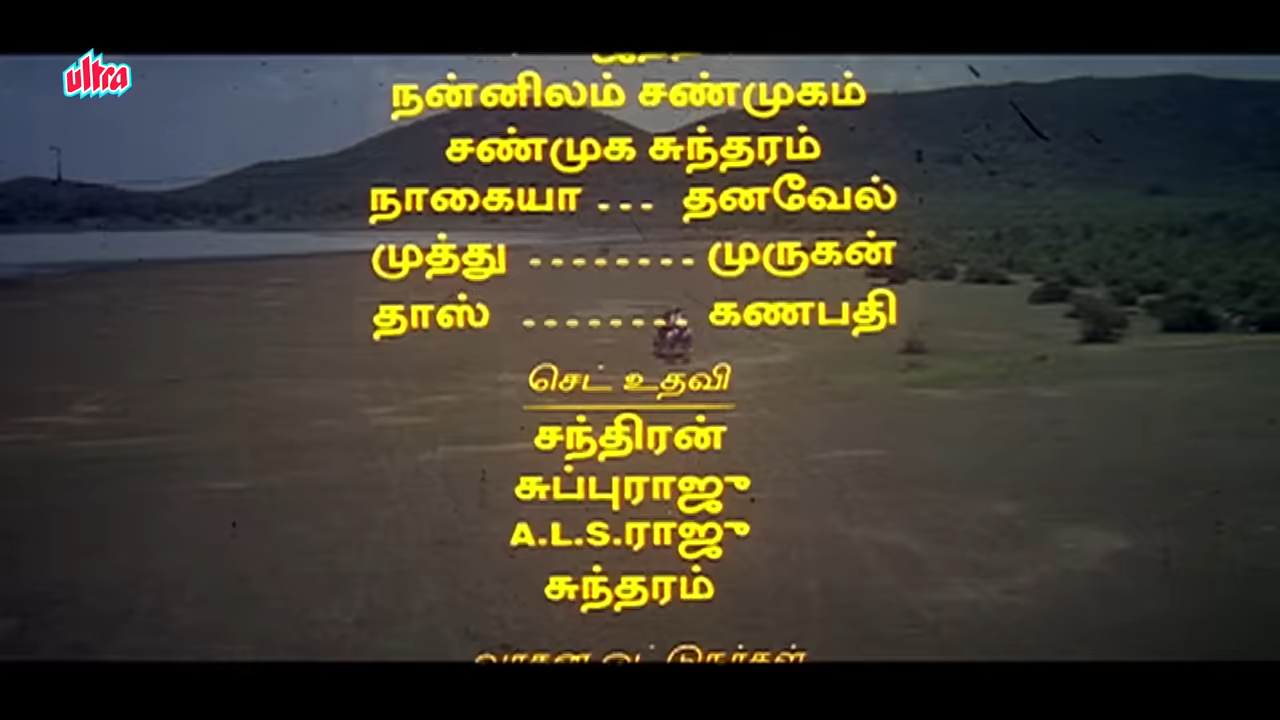 ultra
நன்னிலம் சண்முகம்
சண்முக சுந்தரம்
நாகையா ... தனவேல்
முத்து ........ முருகன்
தாஸ் ........ கணபதி
செட் உதவி
சந்திரன்
சுப்புராஜு
A.L.S.ராஜு
சுந்தரம்